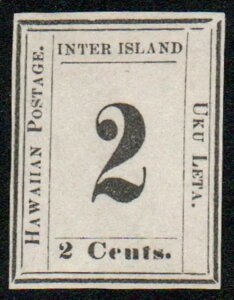 INTER ISLAND
HAWAIIAN POSTAGE.
2
UKU LETA.
2 Cents.